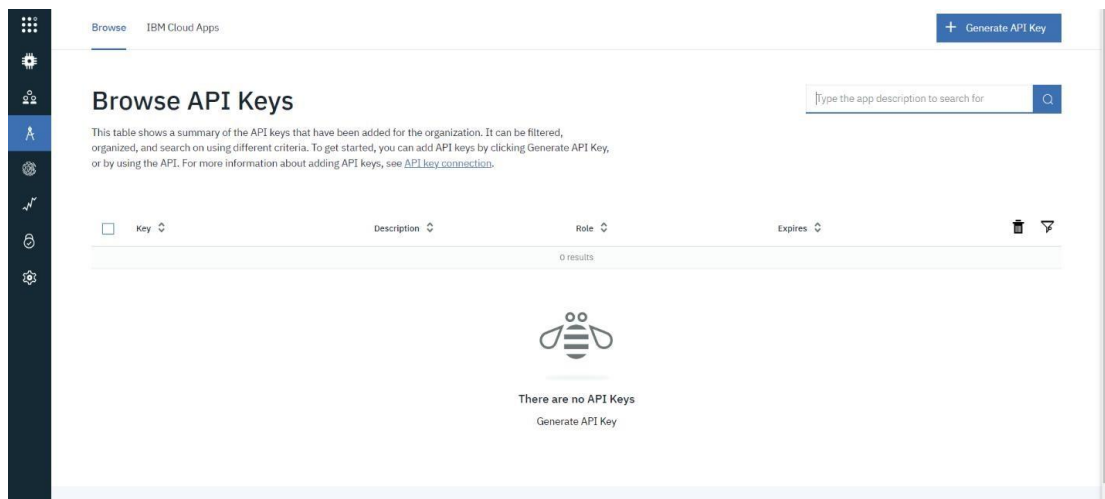 Browse IBM Cloud Apps
+ Generate API Key
Browse API Keys
Type the app description to search for
This table shows a summary of the API keys that have been added for the organization. It can be filtered,
organized, and search on using different criteria. To get started, you can add API keys by clicking Generate API Key,
or by using the API. For more information about adding API keys, see API key connection.
Key Description Role Expires
0 results
There are no API Keys
Generate API Key